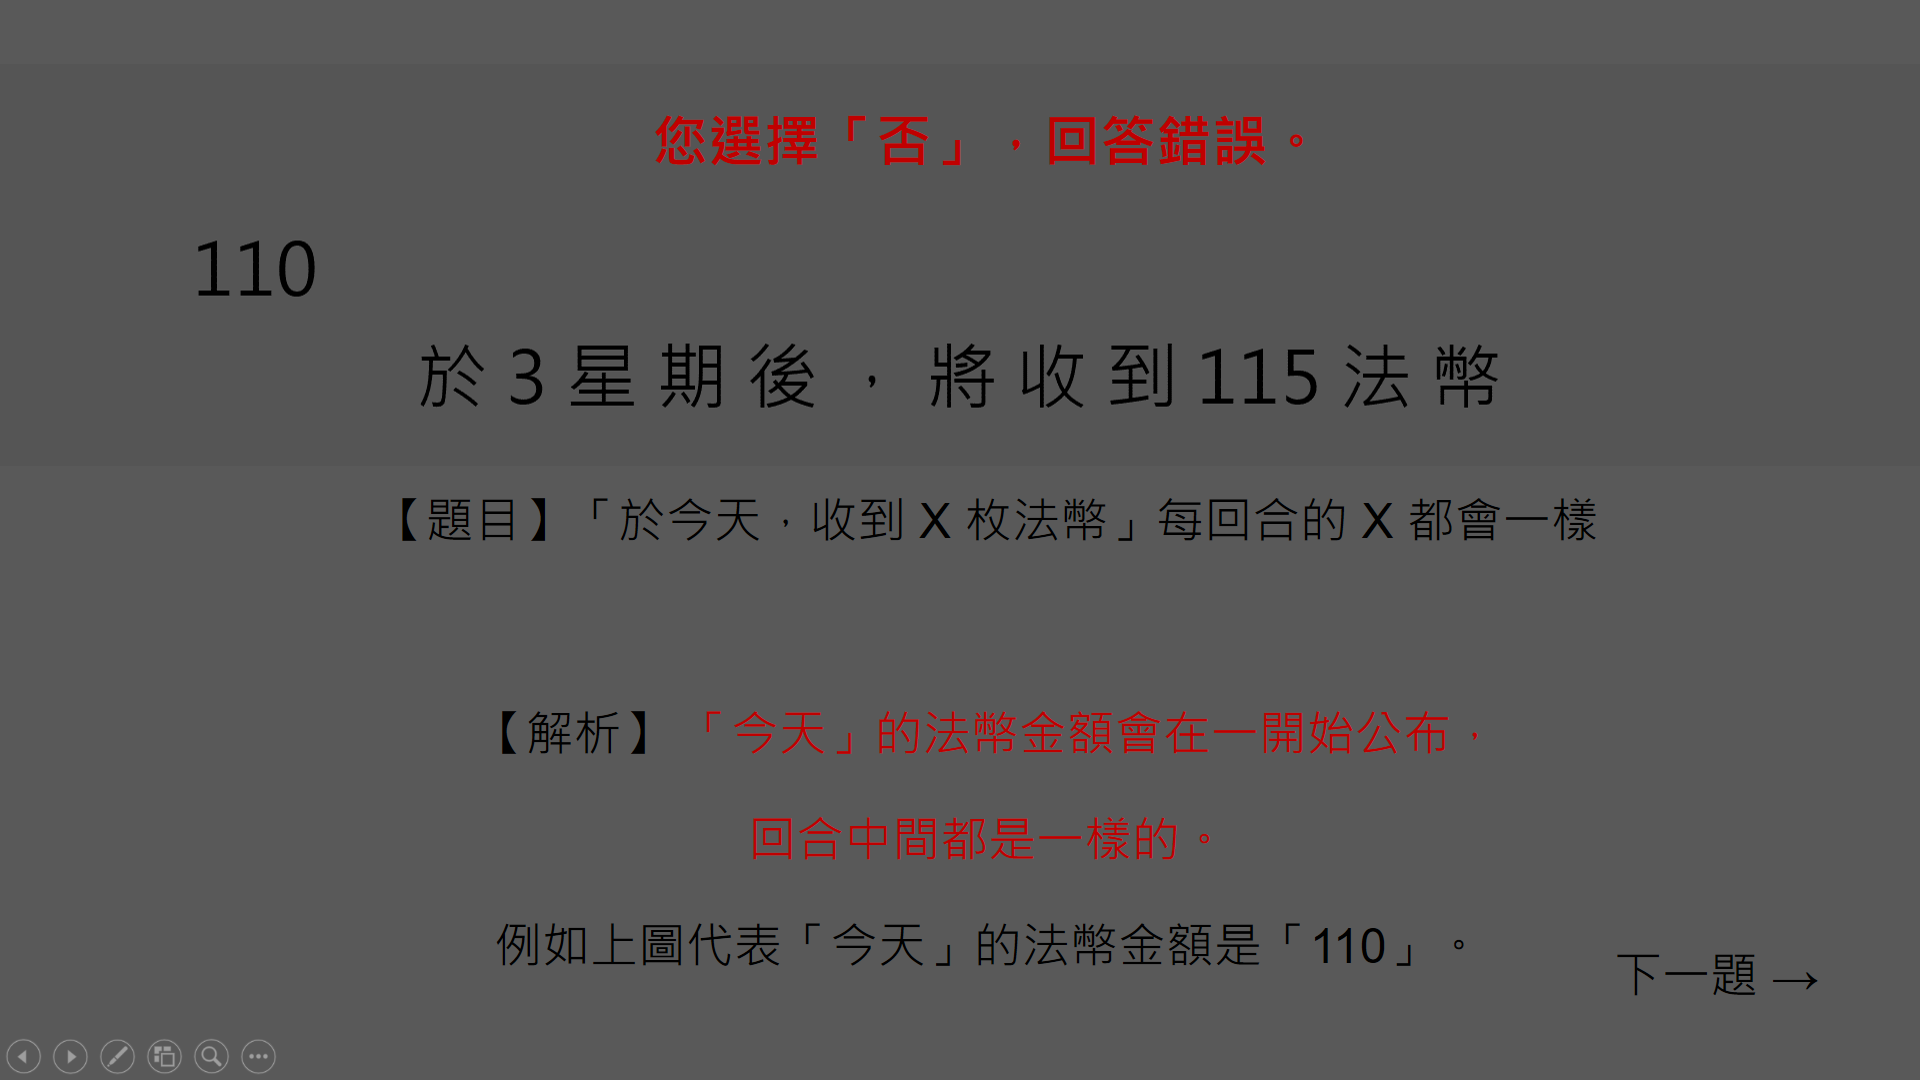 您選擇「否」，回答錯誤。
110
於3星期後，將收到115法幣
【題目】「於今天，收到 X 枚法幣」每回合的 X 都會一樣
【解析】「今天」的法幣金額會在一開始公布，
回合中間都是一樣的。
例如上圖代表「今天」的法幣金額是「110」。
下一題 →